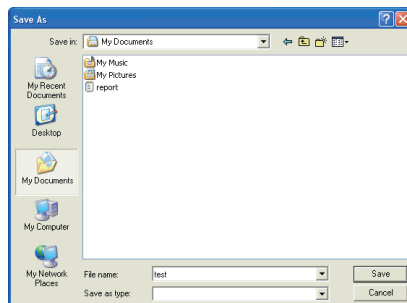 Save As
Save in: My Documents
My Music
My Pictures
report
My Recent
Documents
Desktop
My Documents
My Computer
My Network
Places
File name: test Save
Save as type: Cancel